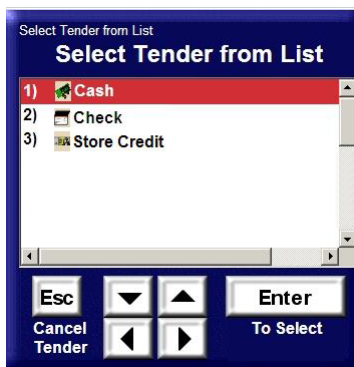 Select Tender from List
Select Tender from List
1) Cash
2) Check
3) Store Credit
Esc
Enter
Cancel
Tender
To Select